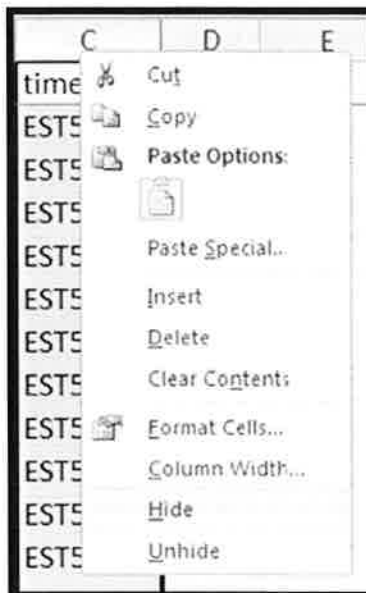 C D E
time
EST5
EST5
EST5
EST5
EST5
EST5
EST5
EST5
EST5
EST5
EST5
Cut
Copy
Paste Options:
Paste Special...
Insert
Delete
Clear Contents
Format Cells...
Column Width...
Hide
Unhide